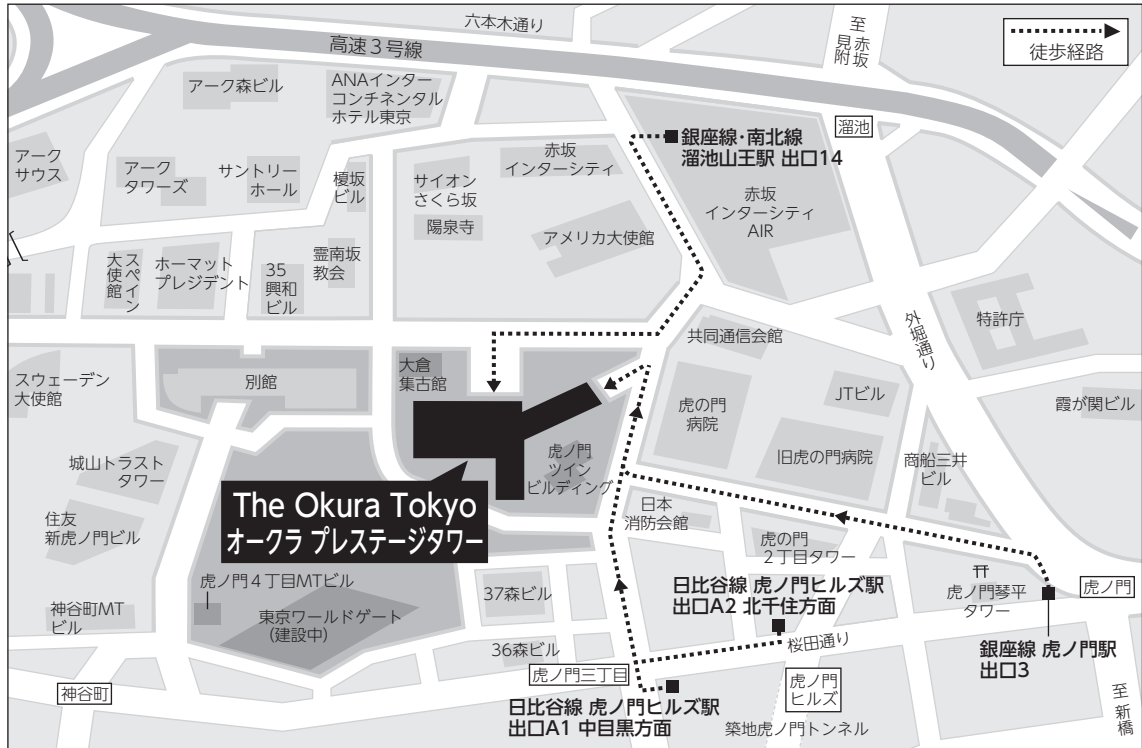 六本木通り
高速3号線
至 赤坂
見附
徒歩経路
アーク森ビル
ANAインター
コンチネンタル
ホテル東京
溜池
銀座線・南北線
溜池山王駅 出口14
アーク
サウス
アーク
タワーズ
サントリー
ホール
榎坂
ビル
サイオン
さくら坂
赤坂
インターシティ
陽泉寺
アメリカ大使館
赤坂
インターシティ
AIR
スペイン
大使館
ホーマット
プレジデント
35
興和
ビル
霊南坂
教会
外堀通り
特許庁
共同通信会館
スウェーデン
大使館
別館
大倉
集古館
虎の門
病院
JTビル
霞が関ビル
城山トラスト
タワー
虎ノ門
ツイン
ビルディング
旧虎の門病院
商船三井
ビル
The Okura Tokyo
オークラ プレステージタワー
住友
新虎ノ門ビル
日本
消防会館
虎の門
2丁目タワー
虎ノ門4丁目MTビル
37森ビル
日比谷線 虎ノ門ヒルズ駅
出口A2 北千住方面
虎ノ門琴平
タワー
虎ノ門
神谷町MT
ビル
東京ワールドゲート
(建設中)
36森ビル
桜田通り
銀座線 虎ノ門駅
出口3
神谷町
虎ノ門三丁目
虎ノ門
ヒルズ
日比谷線 虎ノ門ヒルズ駅
出口A1 中目黒方面
築地虎ノ門トンネル
至 新橋